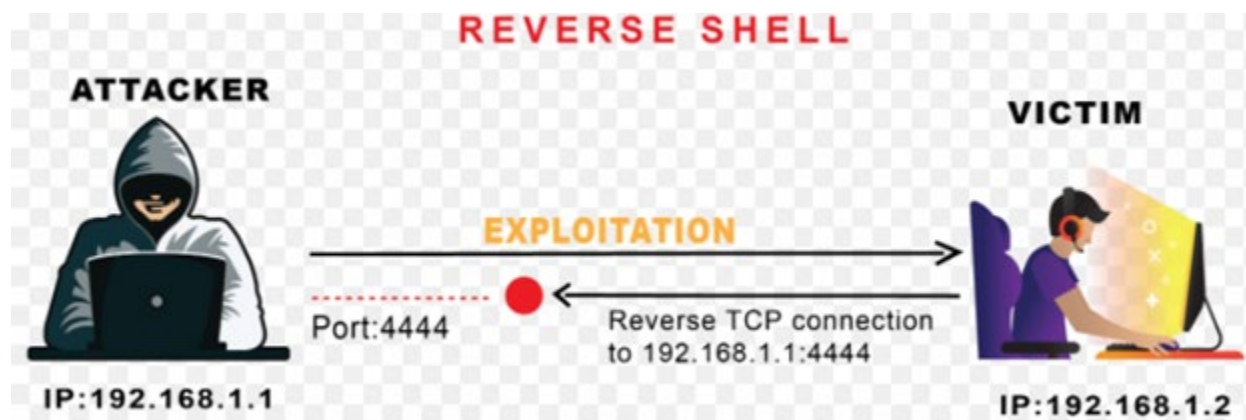 REVERSE SHELL
ATTACKER
VICTIM
EXPLOITATION
Port:4444
Reverse TCP connection
to 192.168.1.1:4444
IP:192.168.1.1
IP:192.168.1.2